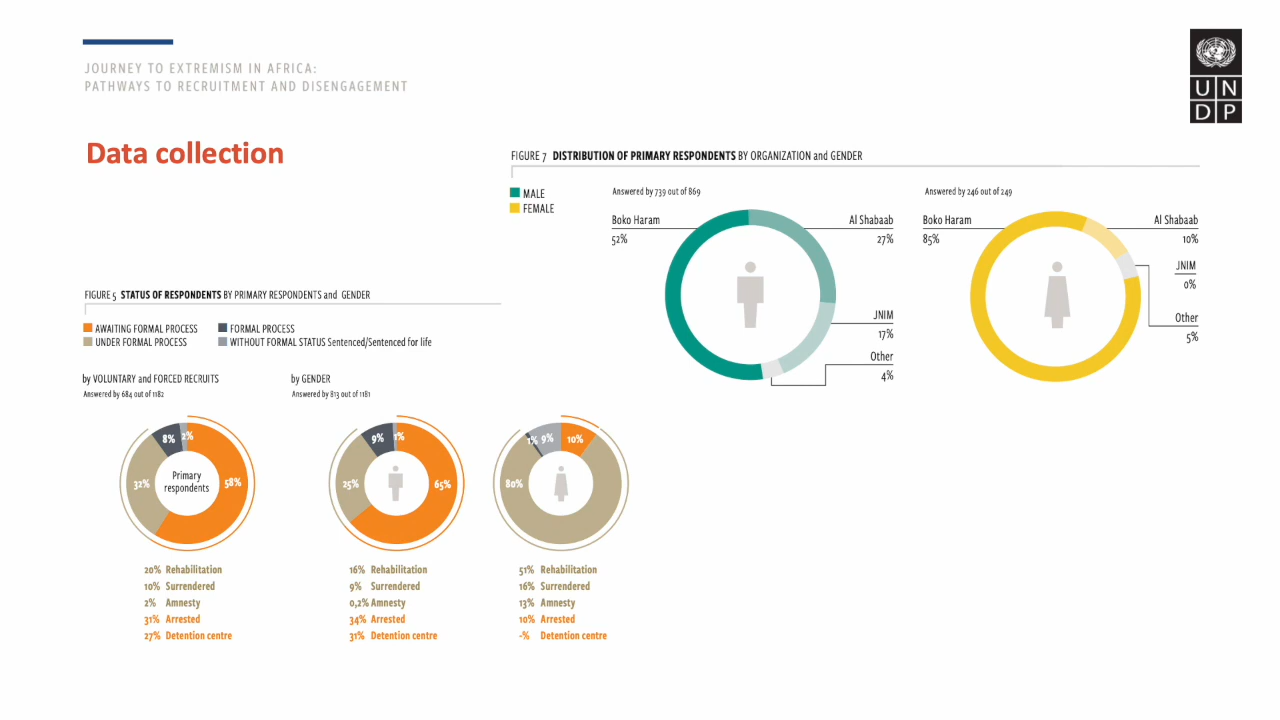 JOURNEY TO EXTREMISM IN AFRICA:
PATHWAYS TO RECRUITMENT AND DISENGAGEMENT
U N
D P
Data collection
FIGURE 7 DISTRIBUTION OF PRIMARY RESPONDENTS BY ORGANIZATION and GENDER
MALE
FEMALE
Answered by 739 out of 869
Boko Haram
52%
Al Shabaab
27%
JNIM
17%
Other
4%
Answered by 246 out of 249
Boko Haram
85%
Al Shabaab
10%
JNIM
0%
Other
5%
FIGURE 5 STATUS OF RESPONDENTS BY PRIMARY RESPONDENTS and GENDER
AWAITING FORMAL PROCESS
FORMAL PROCESS
UNDER FORMAL PROCESS
WITHOUT FORMAL STATUS Sentenced/Sentenced for life
by VOLUNTARY and FORCED RECRUITS
Answered by 684 out of 1182
8%
2%
32%
Primary
respondents
58%
20% Rehabilitation
10% Surrendered
2% Amnesty
31% Arrested
27% Detention centre
by GENDER
Answered by 813 out of 1181
9%
1%
25%
65%
16% Rehabilitation
9% Surrendered
0,2% Amnesty
34% Arrested
31% Detention centre
1%
9%
10%
80%
51% Rehabilitation
16% Surrendered
13% Amnesty
10% Arrested
-% Detention centre